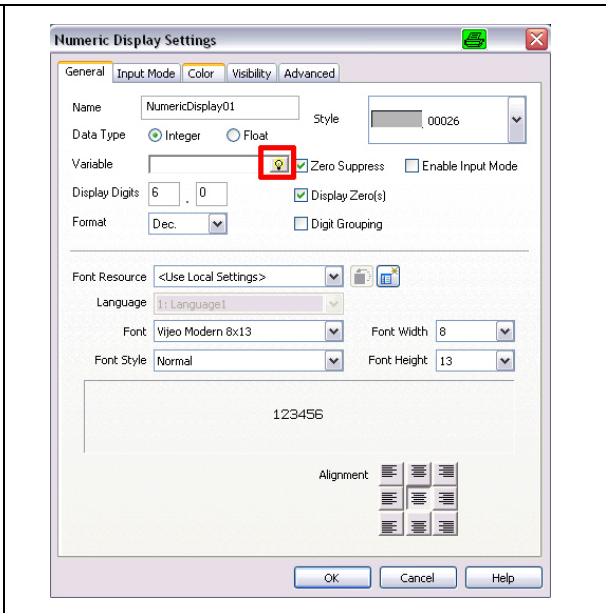 Numeric Display Settings
General Input Mode Color Visibility Advanced
Name NumericDisplay01 Style 00026
Data Type Integer Float
Variable Zero Suppress Enable Input Mode
Display Digits 6 . 0 Display Zero(s)
Format Dec. Digit Grouping
Font Resource <Use Local Settings>
Language 1: Language1
Font Vijeo Modern 8x13 Font Width 8
Font Style Normal Font Height 13
123456
Alignment
OK Cancel Help